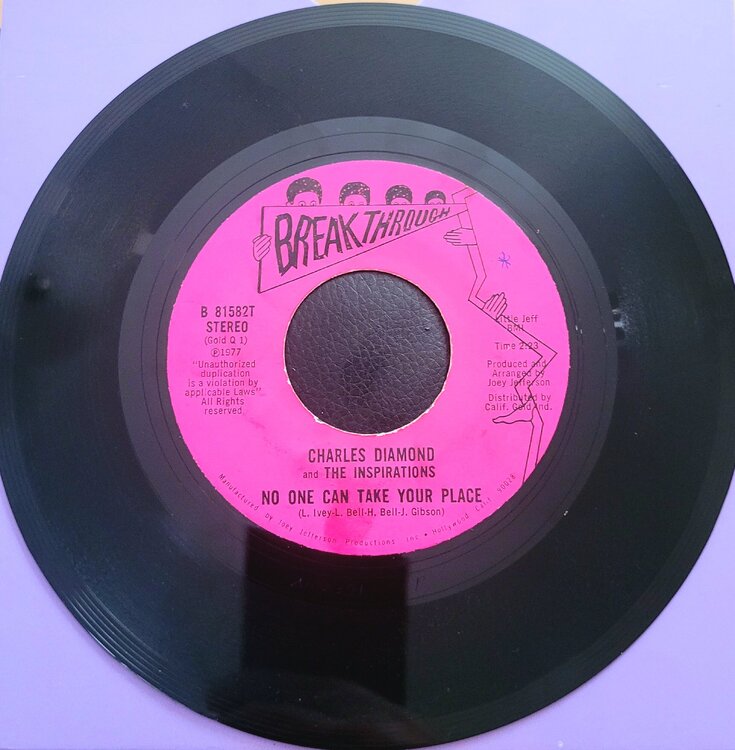 BREAKTHROUGH
B 81582T
STEREO
(Gold Q 1)
Ⓟ1977
"Unauthorized
duplication
is a violation by
applicable Laws"
All Rights
reserved
Little Jeff
BMI
Time 2:23
Produced and
Arranged by
Joey Jefferson
Distributed by
Calif. Gold Ind.
CHARLES DIAMOND
and THE INSPIRATIONS
NO ONE CAN TAKE YOUR PLACE
(L. Ivey-L. Bell-H. Bell-J. Gibson)
Manufactured by Joey Jefferson Productions, Inc • Hollywood, Calif. 90028